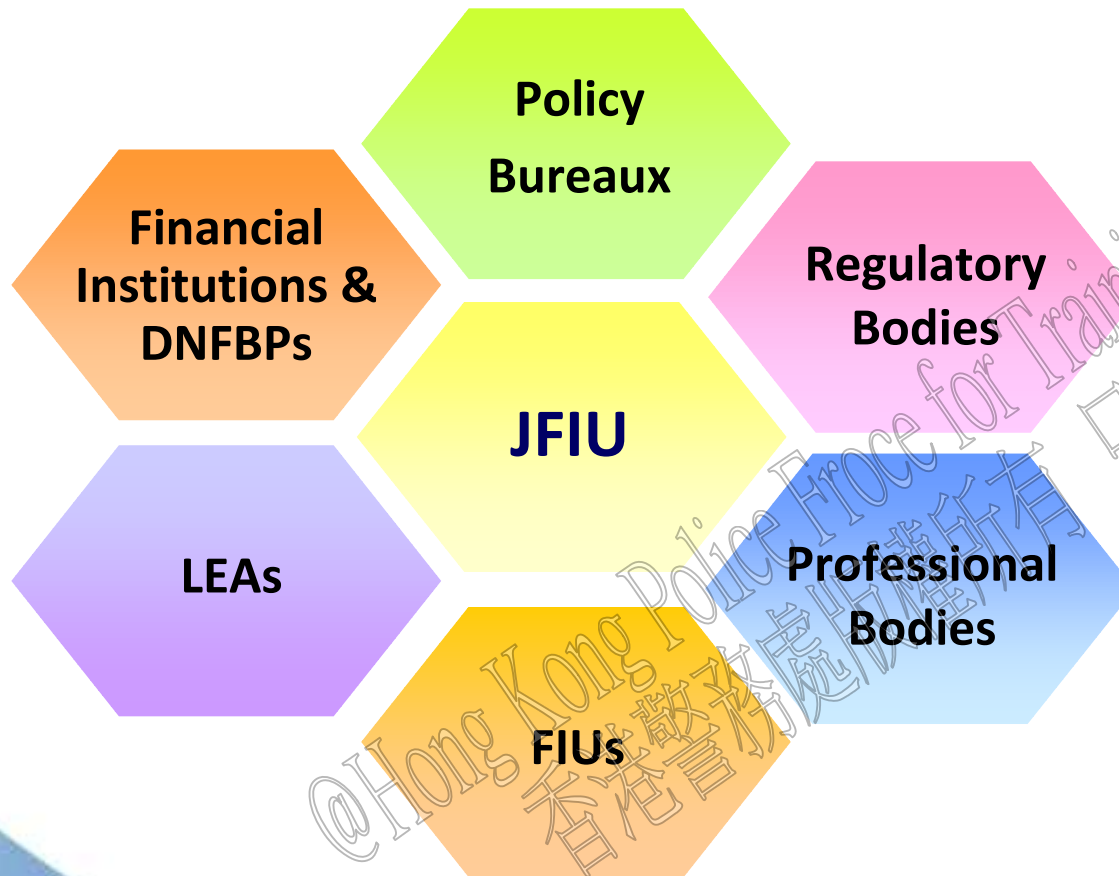 Policy
Bureaux
Financial
Institutions &
DNFBPs
Regulatory
Bodies
JFIU
LEAs
Professional
Bodies
FIUs
@Hong Kong Police Froce for Traini
香港警務處版權所有